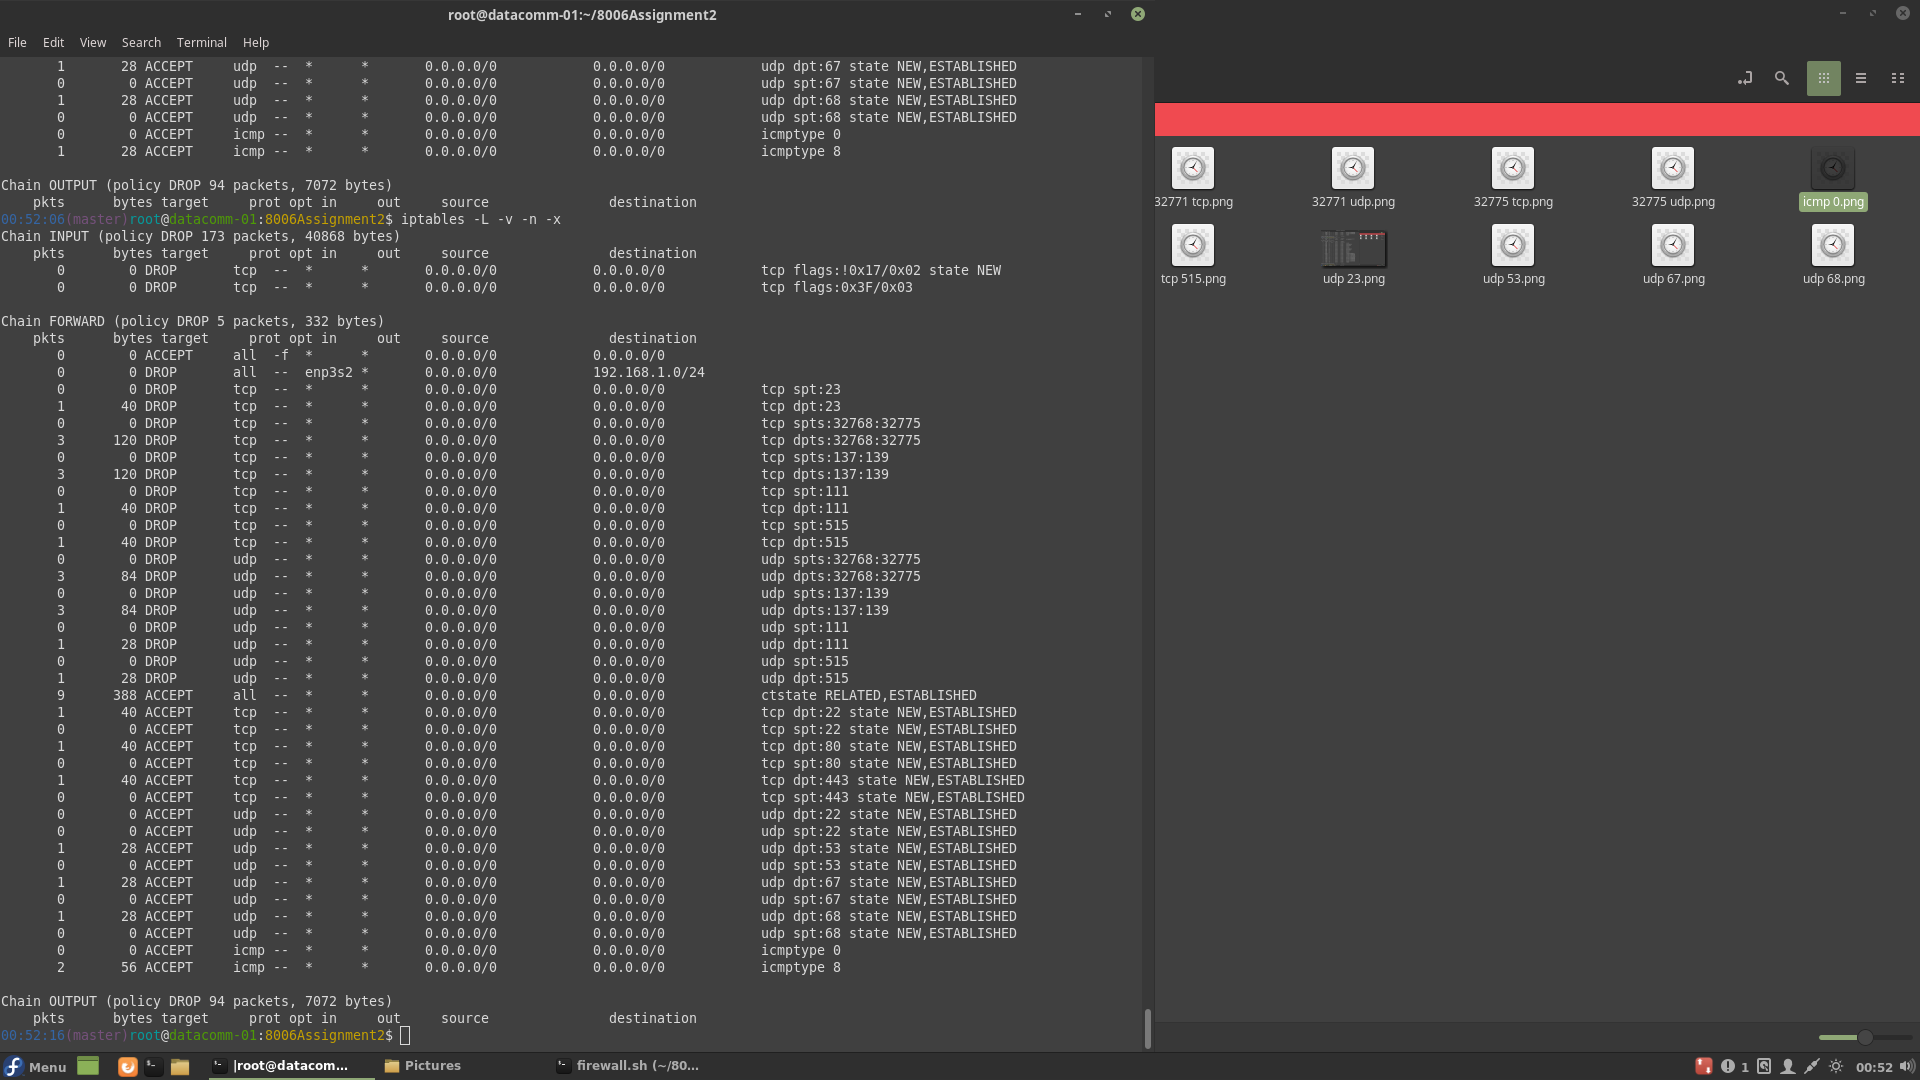 root@datacomm-01:~/8006Assignment2
File Edit View Search Terminal Help
1 28 ACCEPT udp -- * * 0.0.0.0/0 0.0.0.0/0 udp dpt:67 state NEW,ESTABLISHED
0 0 ACCEPT udp -- * * 0.0.0.0/0 0.0.0.0/0 udp spt:67 state NEW,ESTABLISHED
1 28 ACCEPT udp -- * * 0.0.0.0/0 0.0.0.0/0 udp dpt:68 state NEW,ESTABLISHED
0 0 ACCEPT udp -- * * 0.0.0.0/0 0.0.0.0/0 udp spt:68 state NEW,ESTABLISHED
0 0 ACCEPT icmp -- * * 0.0.0.0/0 0.0.0.0/0 icmptype 0
1 28 ACCEPT icmp -- * * 0.0.0.0/0 0.0.0.0/0 icmptype 8
Chain OUTPUT (policy DROP 94 packets, 7072 bytes)
pkts bytes target prot opt in out source destination
00:52:06(master)root@datacomm-01:8006Assignment2$ iptables -L -v -n -x
Chain INPUT (policy DROP 173 packets, 40868 bytes)
pkts bytes target prot opt in out source destination
0 0 DROP tcp -- * * 0.0.0.0/0 0.0.0.0/0 tcp flags:!0x17/0x02 state NEW
0 0 DROP tcp -- * * 0.0.0.0/0 0.0.0.0/0 tcp flags:0x3F/0x03
Chain FORWARD (policy DROP 5 packets, 332 bytes)
pkts bytes target prot opt in out source destination
0 0 ACCEPT all -f * * 0.0.0.0/0 0.0.0.0/0
0 0 DROP all -- enp3s2 * 0.0.0.0/0 192.168.1.0/24
0 0 DROP tcp -- * * 0.0.0.0/0 0.0.0.0/0 tcp spt:23
1 40 DROP tcp -- * * 0.0.0.0/0 0.0.0.0/0 tcp dpt:23
0 0 DROP tcp -- * * 0.0.0.0/0 0.0.0.0/0 tcp spts:32768:32775
3 120 DROP tcp -- * * 0.0.0.0/0 0.0.0.0/0 tcp dpts:32768:32775
0 0 DROP tcp -- * * 0.0.0.0/0 0.0.0.0/0 tcp spts:137:139
3 120 DROP tcp -- * * 0.0.0.0/0 0.0.0.0/0 tcp dpts:137:139
0 0 DROP tcp -- * * 0.0.0.0/0 0.0.0.0/0 tcp spt:111
1 40 DROP tcp -- * * 0.0.0.0/0 0.0.0.0/0 tcp dpt:111
0 0 DROP tcp -- * * 0.0.0.0/0 0.0.0.0/0 tcp spt:515
1 40 DROP tcp -- * * 0.0.0.0/0 0.0.0.0/0 tcp dpt:515
0 0 DROP udp -- * * 0.0.0.0/0 0.0.0.0/0 udp spts:32768:32775
3 84 DROP udp -- * * 0.0.0.0/0 0.0.0.0/0 udp dpts:32768:32775
0 0 DROP udp -- * * 0.0.0.0/0 0.0.0.0/0 udp spts:137:139
3 84 DROP udp -- * * 0.0.0.0/0 0.0.0.0/0 udp dpts:137:139
0 0 DROP udp -- * * 0.0.0.0/0 0.0.0.0/0 udp spt:111
1 28 DROP udp -- * * 0.0.0.0/0 0.0.0.0/0 udp dpt:111
0 0 DROP udp -- * * 0.0.0.0/0 0.0.0.0/0 udp spt:515
1 28 DROP udp -- * * 0.0.0.0/0 0.0.0.0/0 udp dpt:515
9 388 ACCEPT all -- * * 0.0.0.0/0 0.0.0.0/0 ctstate RELATED,ESTABLISHED
1 40 ACCEPT tcp -- * * 0.0.0.0/0 0.0.0.0/0 tcp dpt:22 state NEW,ESTABLISHED
0 0 ACCEPT tcp -- * * 0.0.0.0/0 0.0.0.0/0 tcp spt:22 state NEW,ESTABLISHED
1 40 ACCEPT tcp -- * * 0.0.0.0/0 0.0.0.0/0 tcp dpt:80 state NEW,ESTABLISHED
0 0 ACCEPT tcp -- * * 0.0.0.0/0 0.0.0.0/0 tcp spt:80 state NEW,ESTABLISHED
1 40 ACCEPT tcp -- * * 0.0.0.0/0 0.0.0.0/0 tcp dpt:443 state NEW,ESTABLISHED
0 0 ACCEPT tcp -- * * 0.0.0.0/0 0.0.0.0/0 tcp spt:443 state NEW,ESTABLISHED
0 0 ACCEPT udp -- * * 0.0.0.0/0 0.0.0.0/0 udp dpt:22 state NEW,ESTABLISHED
0 0 ACCEPT udp -- * * 0.0.0.0/0 0.0.0.0/0 udp spt:22 state NEW,ESTABLISHED
1 28 ACCEPT udp -- * * 0.0.0.0/0 0.0.0.0/0 udp dpt:53 state NEW,ESTABLISHED
0 0 ACCEPT udp -- * * 0.0.0.0/0 0.0.0.0/0 udp spt:53 state NEW,ESTABLISHED
1 28 ACCEPT udp -- * * 0.0.0.0/0 0.0.0.0/0 udp dpt:67 state NEW,ESTABLISHED
0 0 ACCEPT udp -- * * 0.0.0.0/0 0.0.0.0/0 udp spt:67 state NEW,ESTABLISHED
1 28 ACCEPT udp -- * * 0.0.0.0/0 0.0.0.0/0 udp dpt:68 state NEW,ESTABLISHED
0 0 ACCEPT udp -- * * 0.0.0.0/0 0.0.0.0/0 udp spt:68 state NEW,ESTABLISHED
0 0 ACCEPT icmp -- * * 0.0.0.0/0 0.0.0.0/0 icmptype 0
2 56 ACCEPT icmp -- * * 0.0.0.0/0 0.0.0.0/0 icmptype 8
Chain OUTPUT (policy DROP 94 packets, 7072 bytes)
pkts bytes target prot opt in out source destination
00:52:16(master)root@datacomm-01:8006Assignment2$
32771 tcp.png 32771 udp.png 32775 tcp.png 32775 udp.png icmp 0.png
tcp 515.png udp 23.png udp 53.png udp 67.png udp 68.png
Menu |root@datacom... Pictures firewall.sh (~/80... 1 00:52